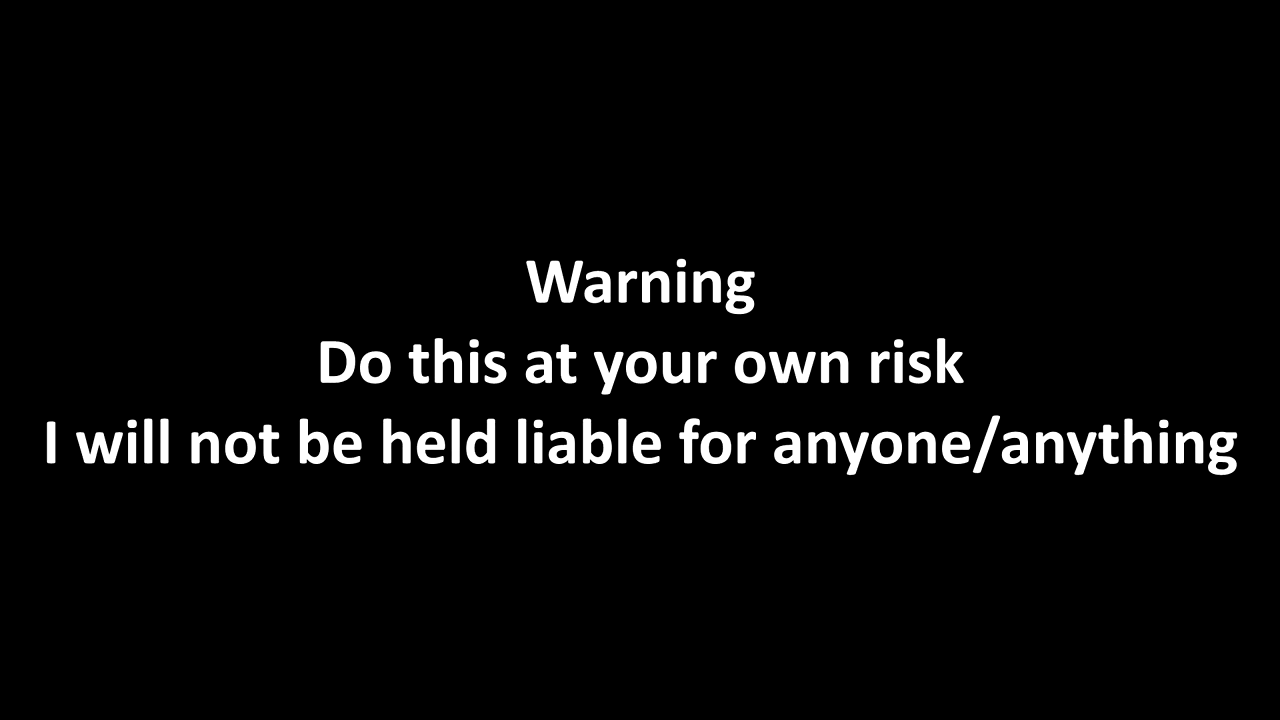 Warning
Do this at your own risk
I will not be held liable for anyone/anything